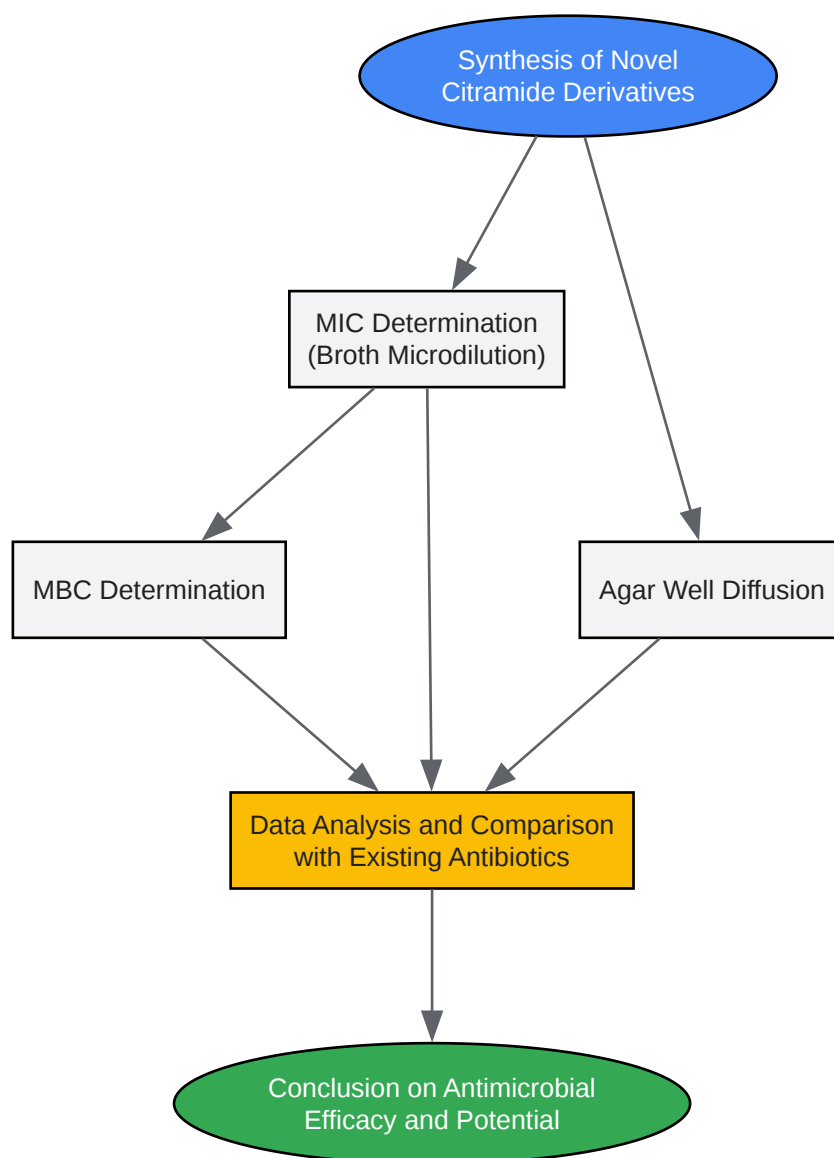 Synthesis of Novel
Citramide Derivatives
MIC Determination
(Broth Microdilution)
MBC Determination
Agar Well Diffusion
Data Analysis and Comparison
with Existing Antibiotics
Conclusion on Antimicrobial
Efficacy and Potential